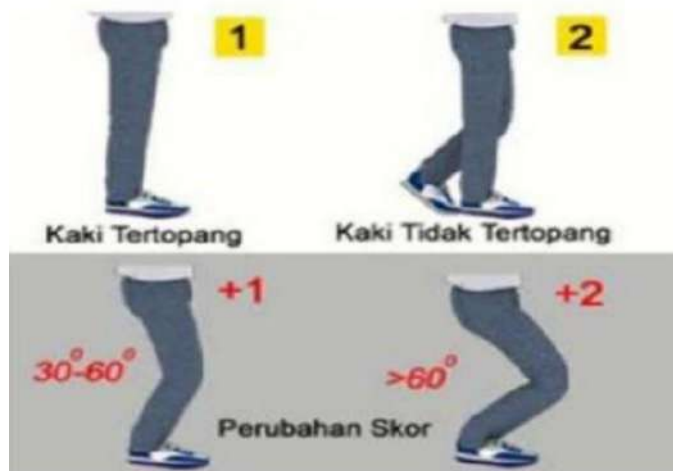 1
2
Kaki Tertopang
Kaki Tidak Tertopang
+1
+2
30°-60°
>60°
Perubahan Skor